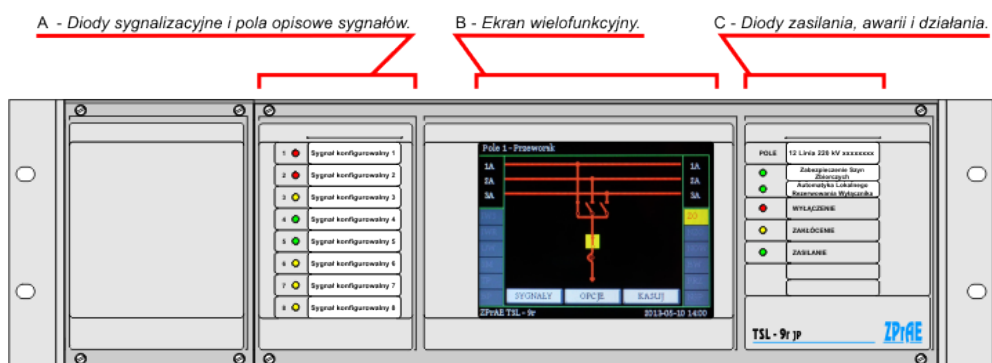 A - Diody sygnalizacyjne i pola opisowe sygnałów.
B - Ekran wielofunkcyjny.
C - Diody zasilania, awarii i działania.
1 Sygnał konfigurowalny 1
2 Sygnał konfigurowalny 2
3 Sygnał konfigurowalny 3
4 Sygnał konfigurowalny 4
5 Sygnał konfigurowalny 5
6 Sygnał konfigurowalny 6
7 Sygnał konfigurowalny 7
8 Sygnał konfigurowalny 8
Pole 1-Przewornik
1A 1A
2A 2A
3A 3A
SYGNAŁY OPCJE KASUJ
ZPrAE TSL - 9r 2013-05-10 14:00
POLE 12 Linia 220 kV xxxxxxxx
Zabezpieczenie Szyn
Zbiorczych
Automatyka Lokalnego
Rezerwowania Wyłącznika
WYŁĄCZENIE
ZAKŁÓCENIE
ZASILANIE
TSL - 9r JP ZPrAE